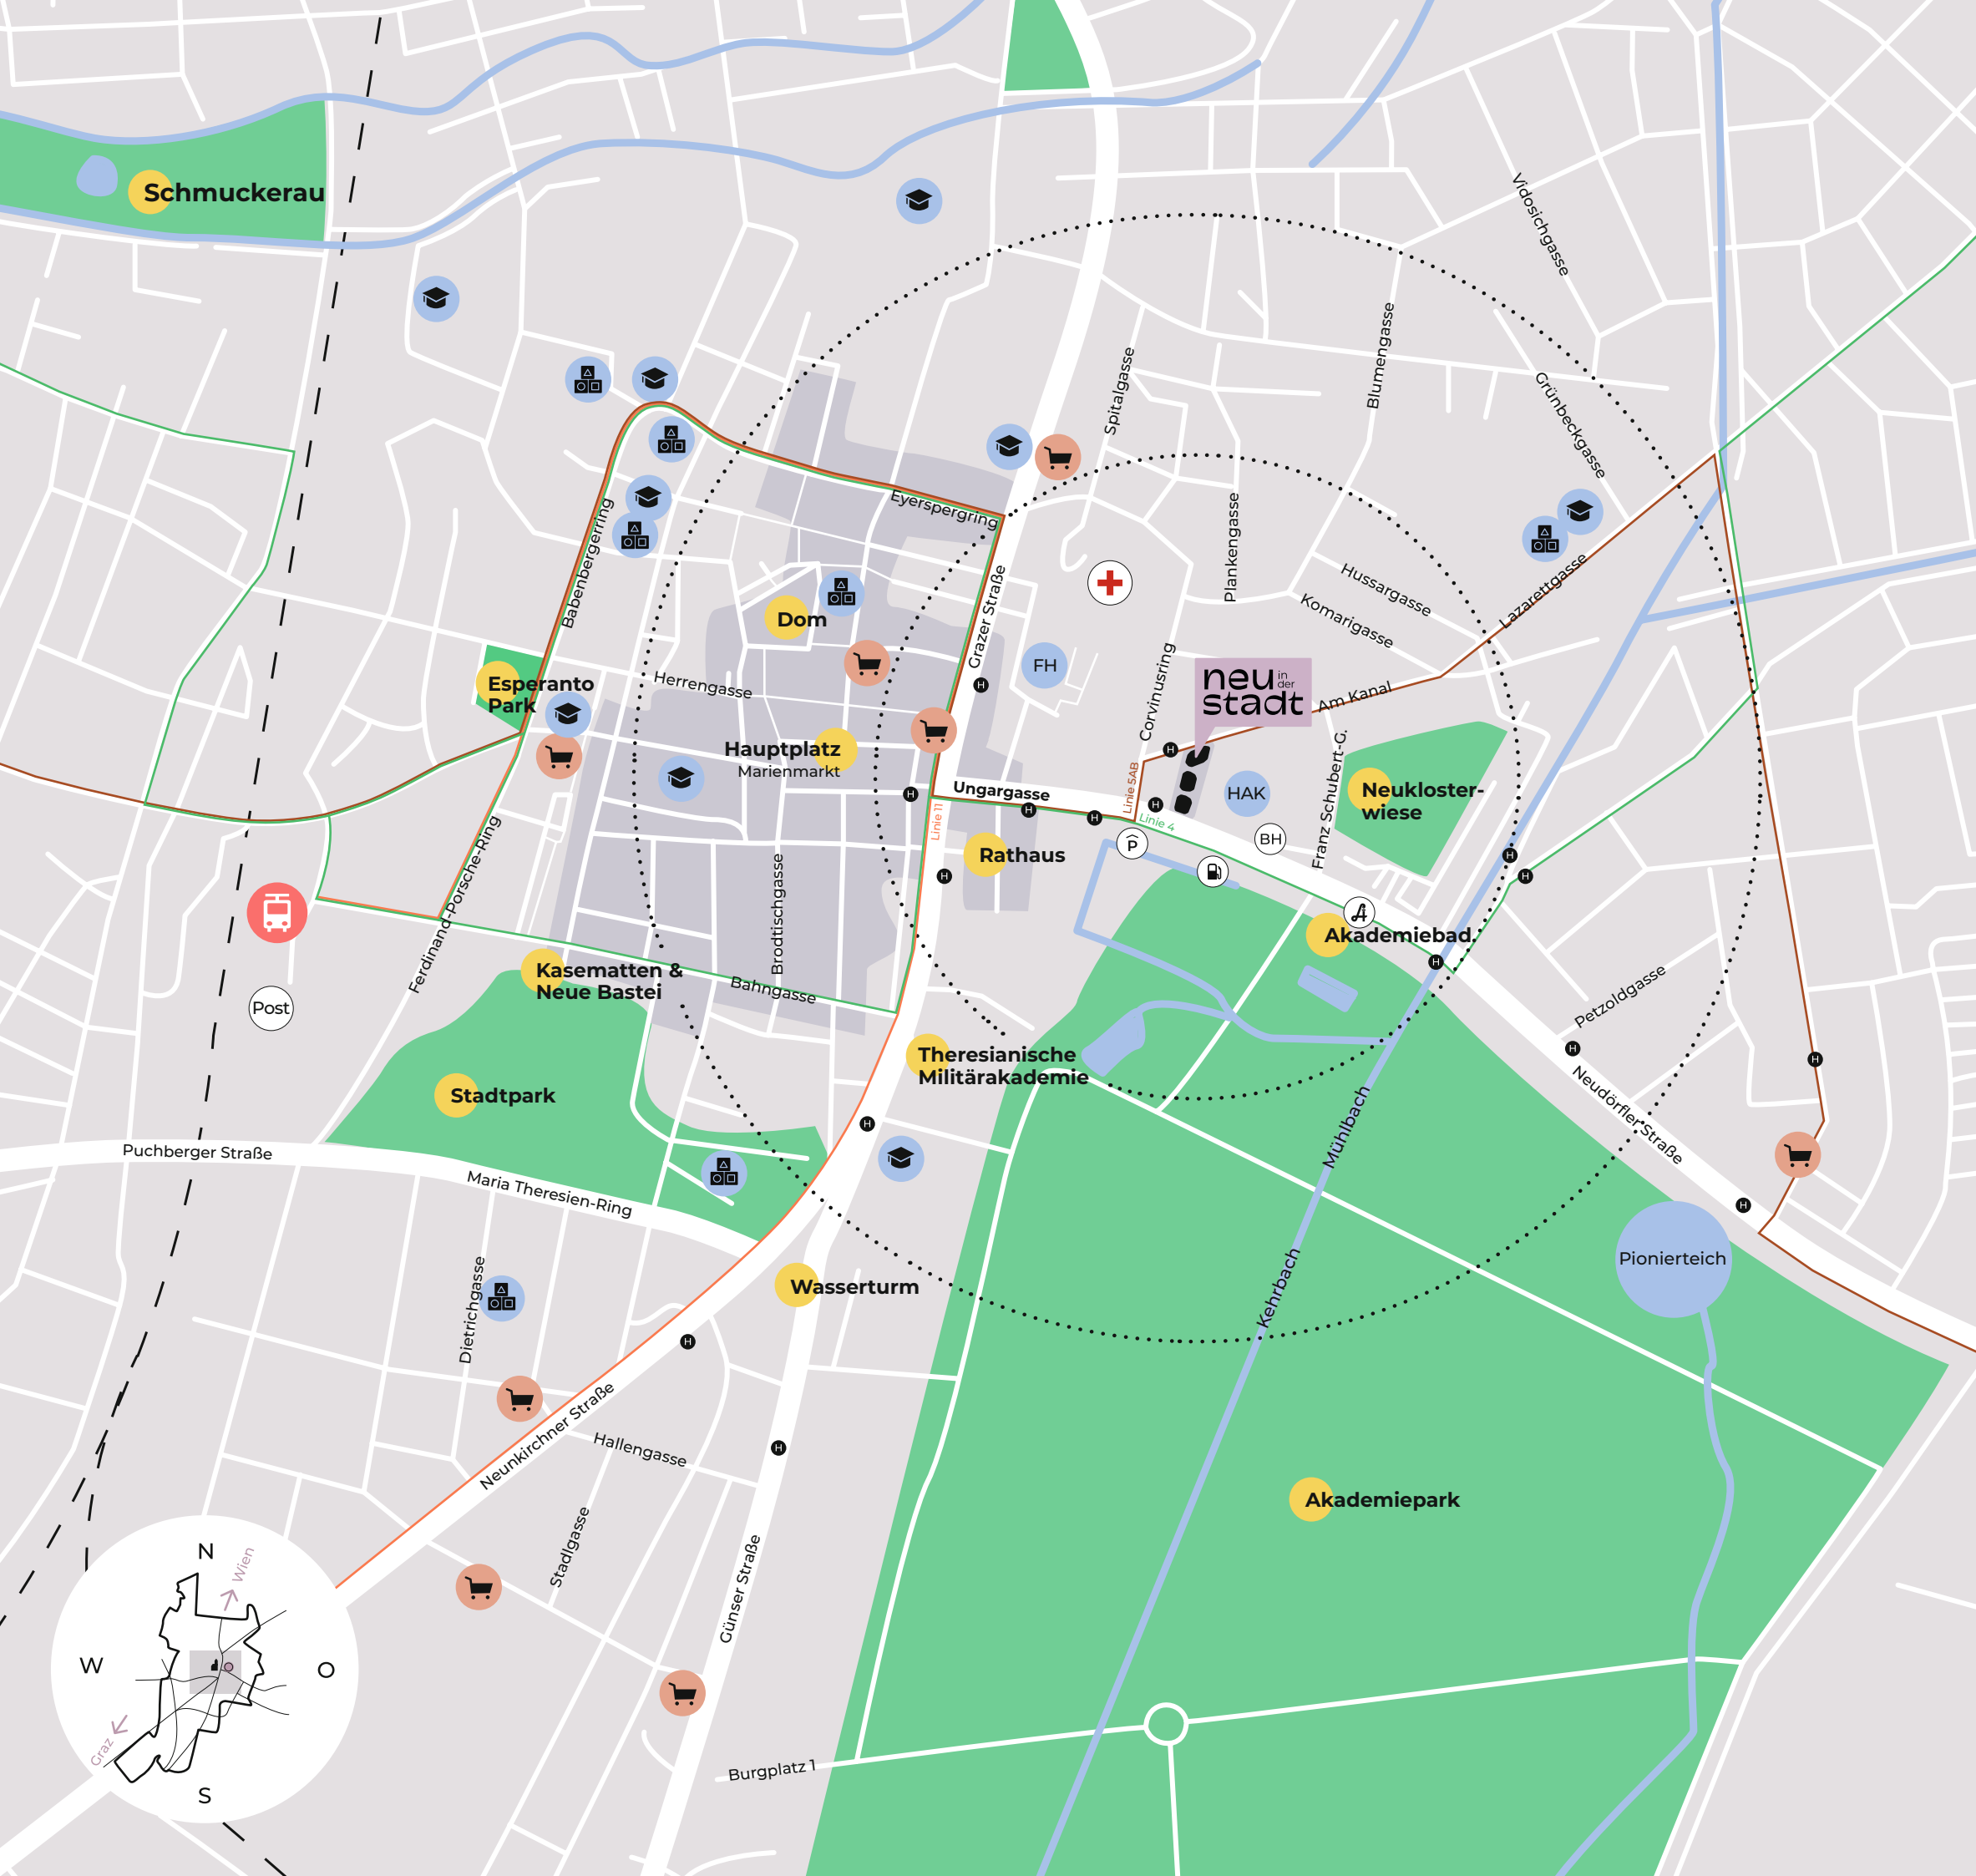 Schmuckerau
Vidosichgasse
Blumengasse
Spitalgasse
Grünbeckgasse
Eyerspergring
Babenbergerring
Plankengasse
Hussargasse
Komarigasse
Lazarettgasse
Grazer Straße
Dom
FH
Corvinusring
neu in
der
stadt
Am Kanal
Esperanto
Park
Herrengasse
H
Hauptplatz
Marienmarkt
H
Franz Schubert-G.
Linie 5AB
Ungargasse
H
H
H
H
Linie 4
HAK
Neukloster-
wiese
Linie 11
P
BH
Rathaus
H
H
H
Ferdinand-Porsche-Ring
Brodtischgasse
Akademiebad
H
Kasematten &
Neue Bastei
Bahngasse
Post
Petzoldgasse
H
H
Theresianische
Militärakademie
Stadtpark
H
Neudörfler Straße
Mühlbach
Puchberger Straße
Maria Theresien-Ring
H
Pionierteich
Kehrbach
Wasserturm
Dietrichgasse
H
Neunkirchner Straße
Hallengasse
H
Akademiepark
Stadlgasse
Günser Straße
N
Wien
W
O
Graz
S
Burgplatz 1